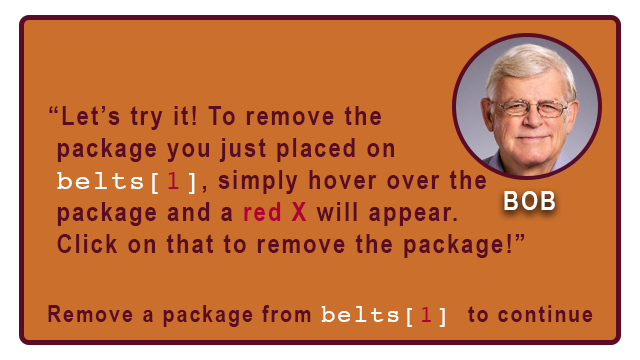 “Let’s try it! To remove the
package you just placed on
belts[1], simply hover over the
package and a red X will appear.
Click on that to remove the package!”
BOB
Remove a package from belts[1] to continue